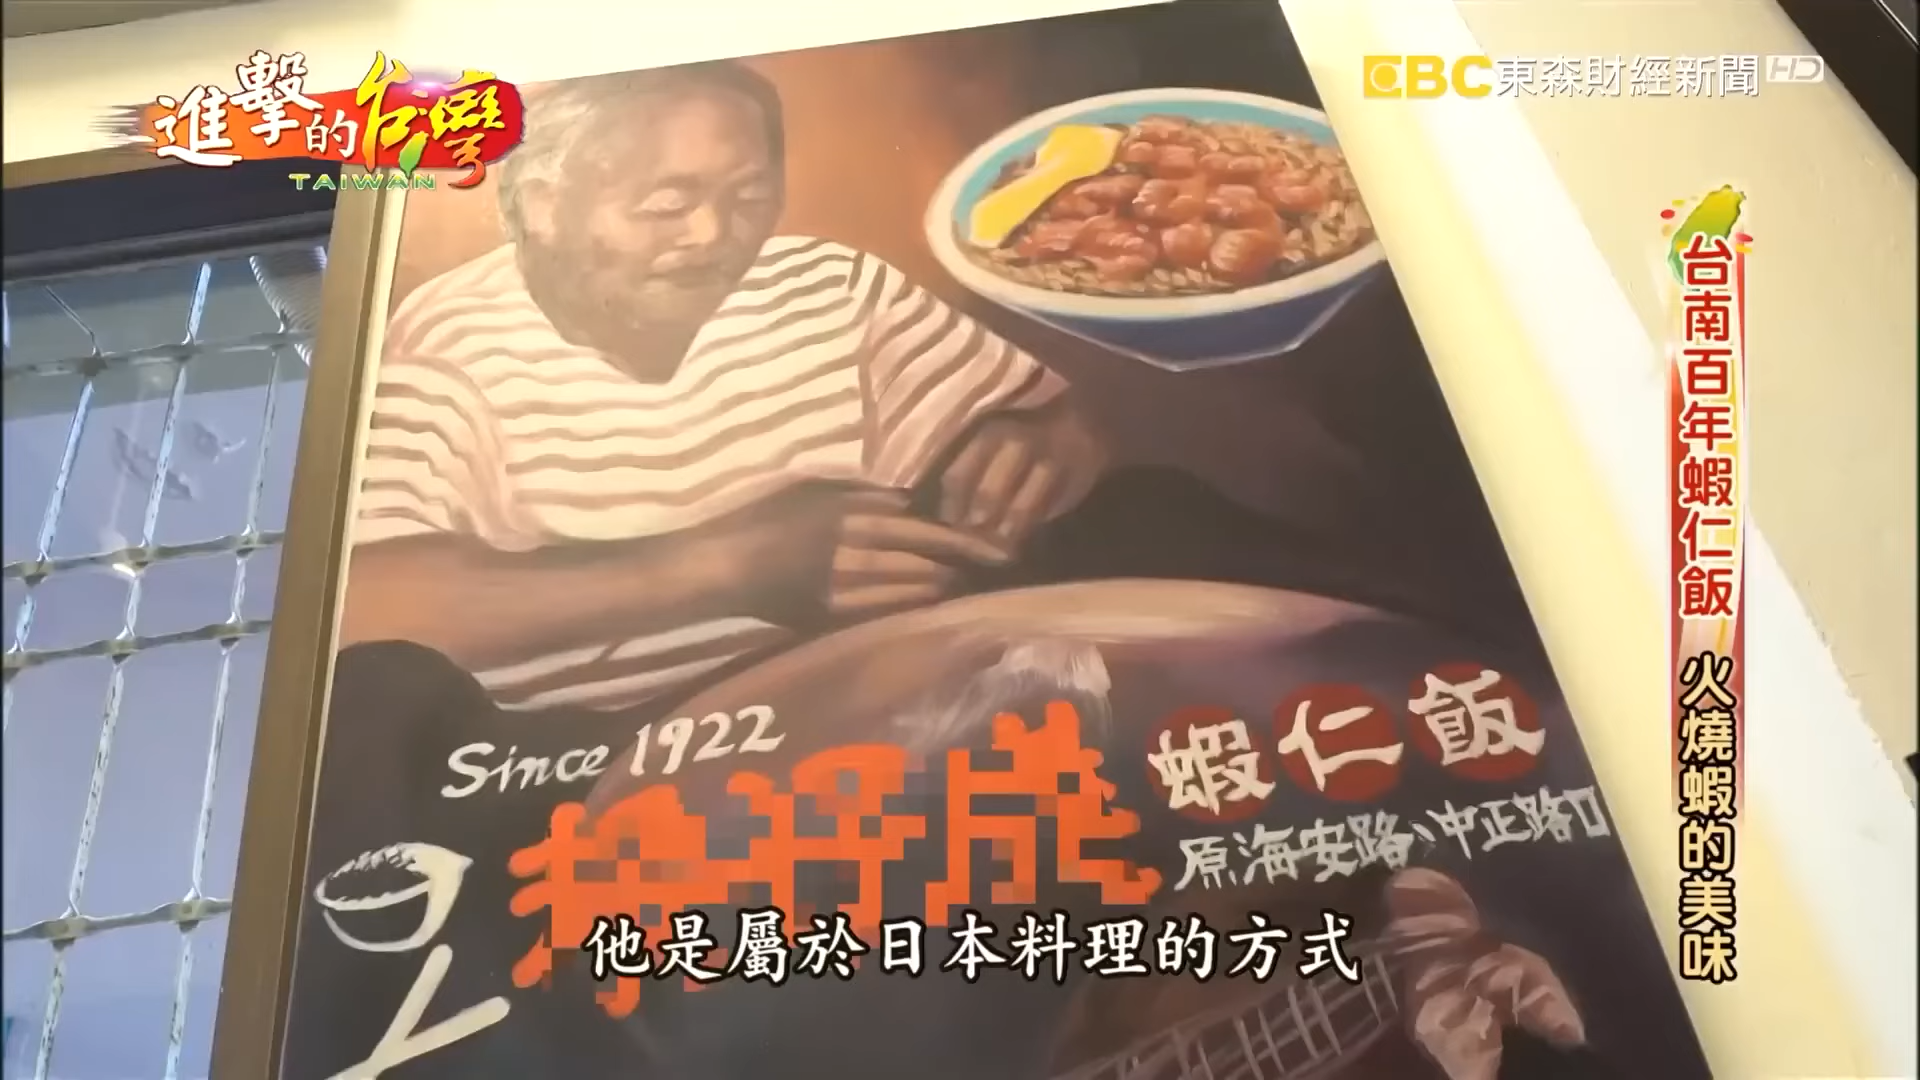 進擊的台灣
TAIWAN
EBC東森財經新聞HD
台南百年蝦仁飯 火燒蝦的美味
Since 1922
蝦仁飯
原海安路、中正路口
他是屬於日本料理的方式